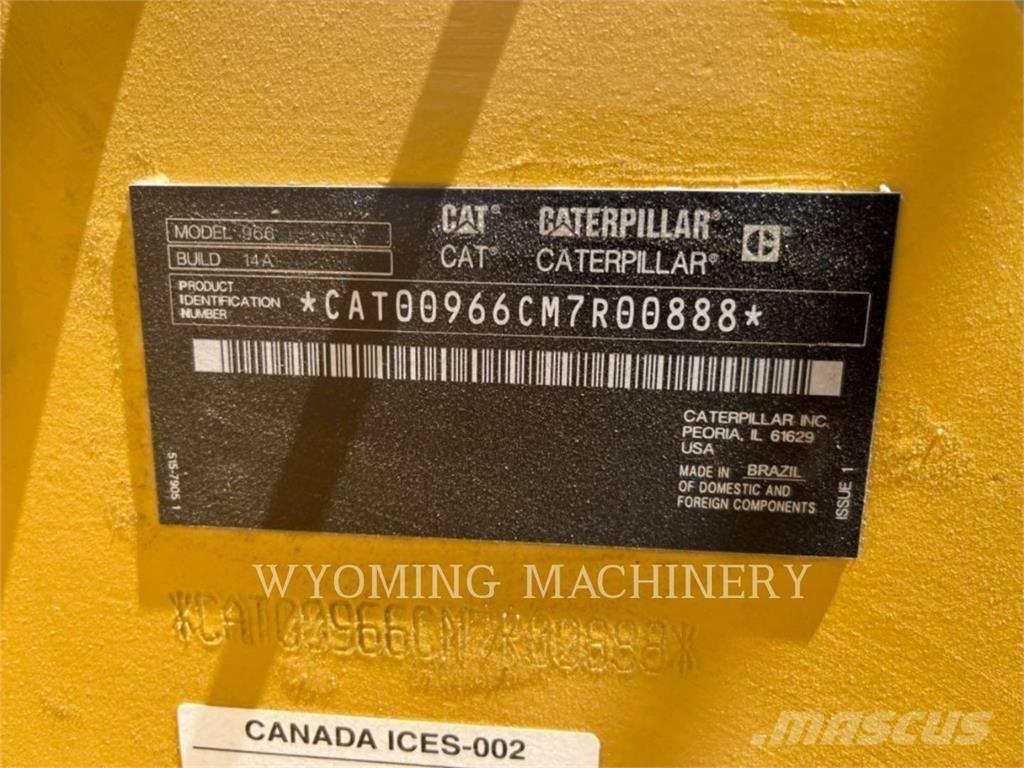 MODEL 966
BUILD 14A
CAT® CATERPILLAR®
CAT® CATERPILLAR®
PRODUCT
IDENTIFICATION
NUMBER
*CAT00966CM7R00888*
CATERPILLAR INC.
PEORIA, IL 61629
USA
MADE IN BRAZIL
OF DOMESTIC AND
FOREIGN COMPONENTS
515-7905 1
ISSUE 1
WYOMING MACHINERY
*CAT00966CM7R00888*
CANADA ICES-002
mascus